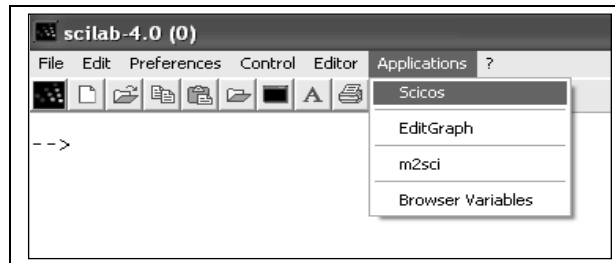 scilab-4.0 (0)
File Edit Preferences Control Editor Applications ?
A
Scicos
EditGraph
-->
m2sci
Browser Variables